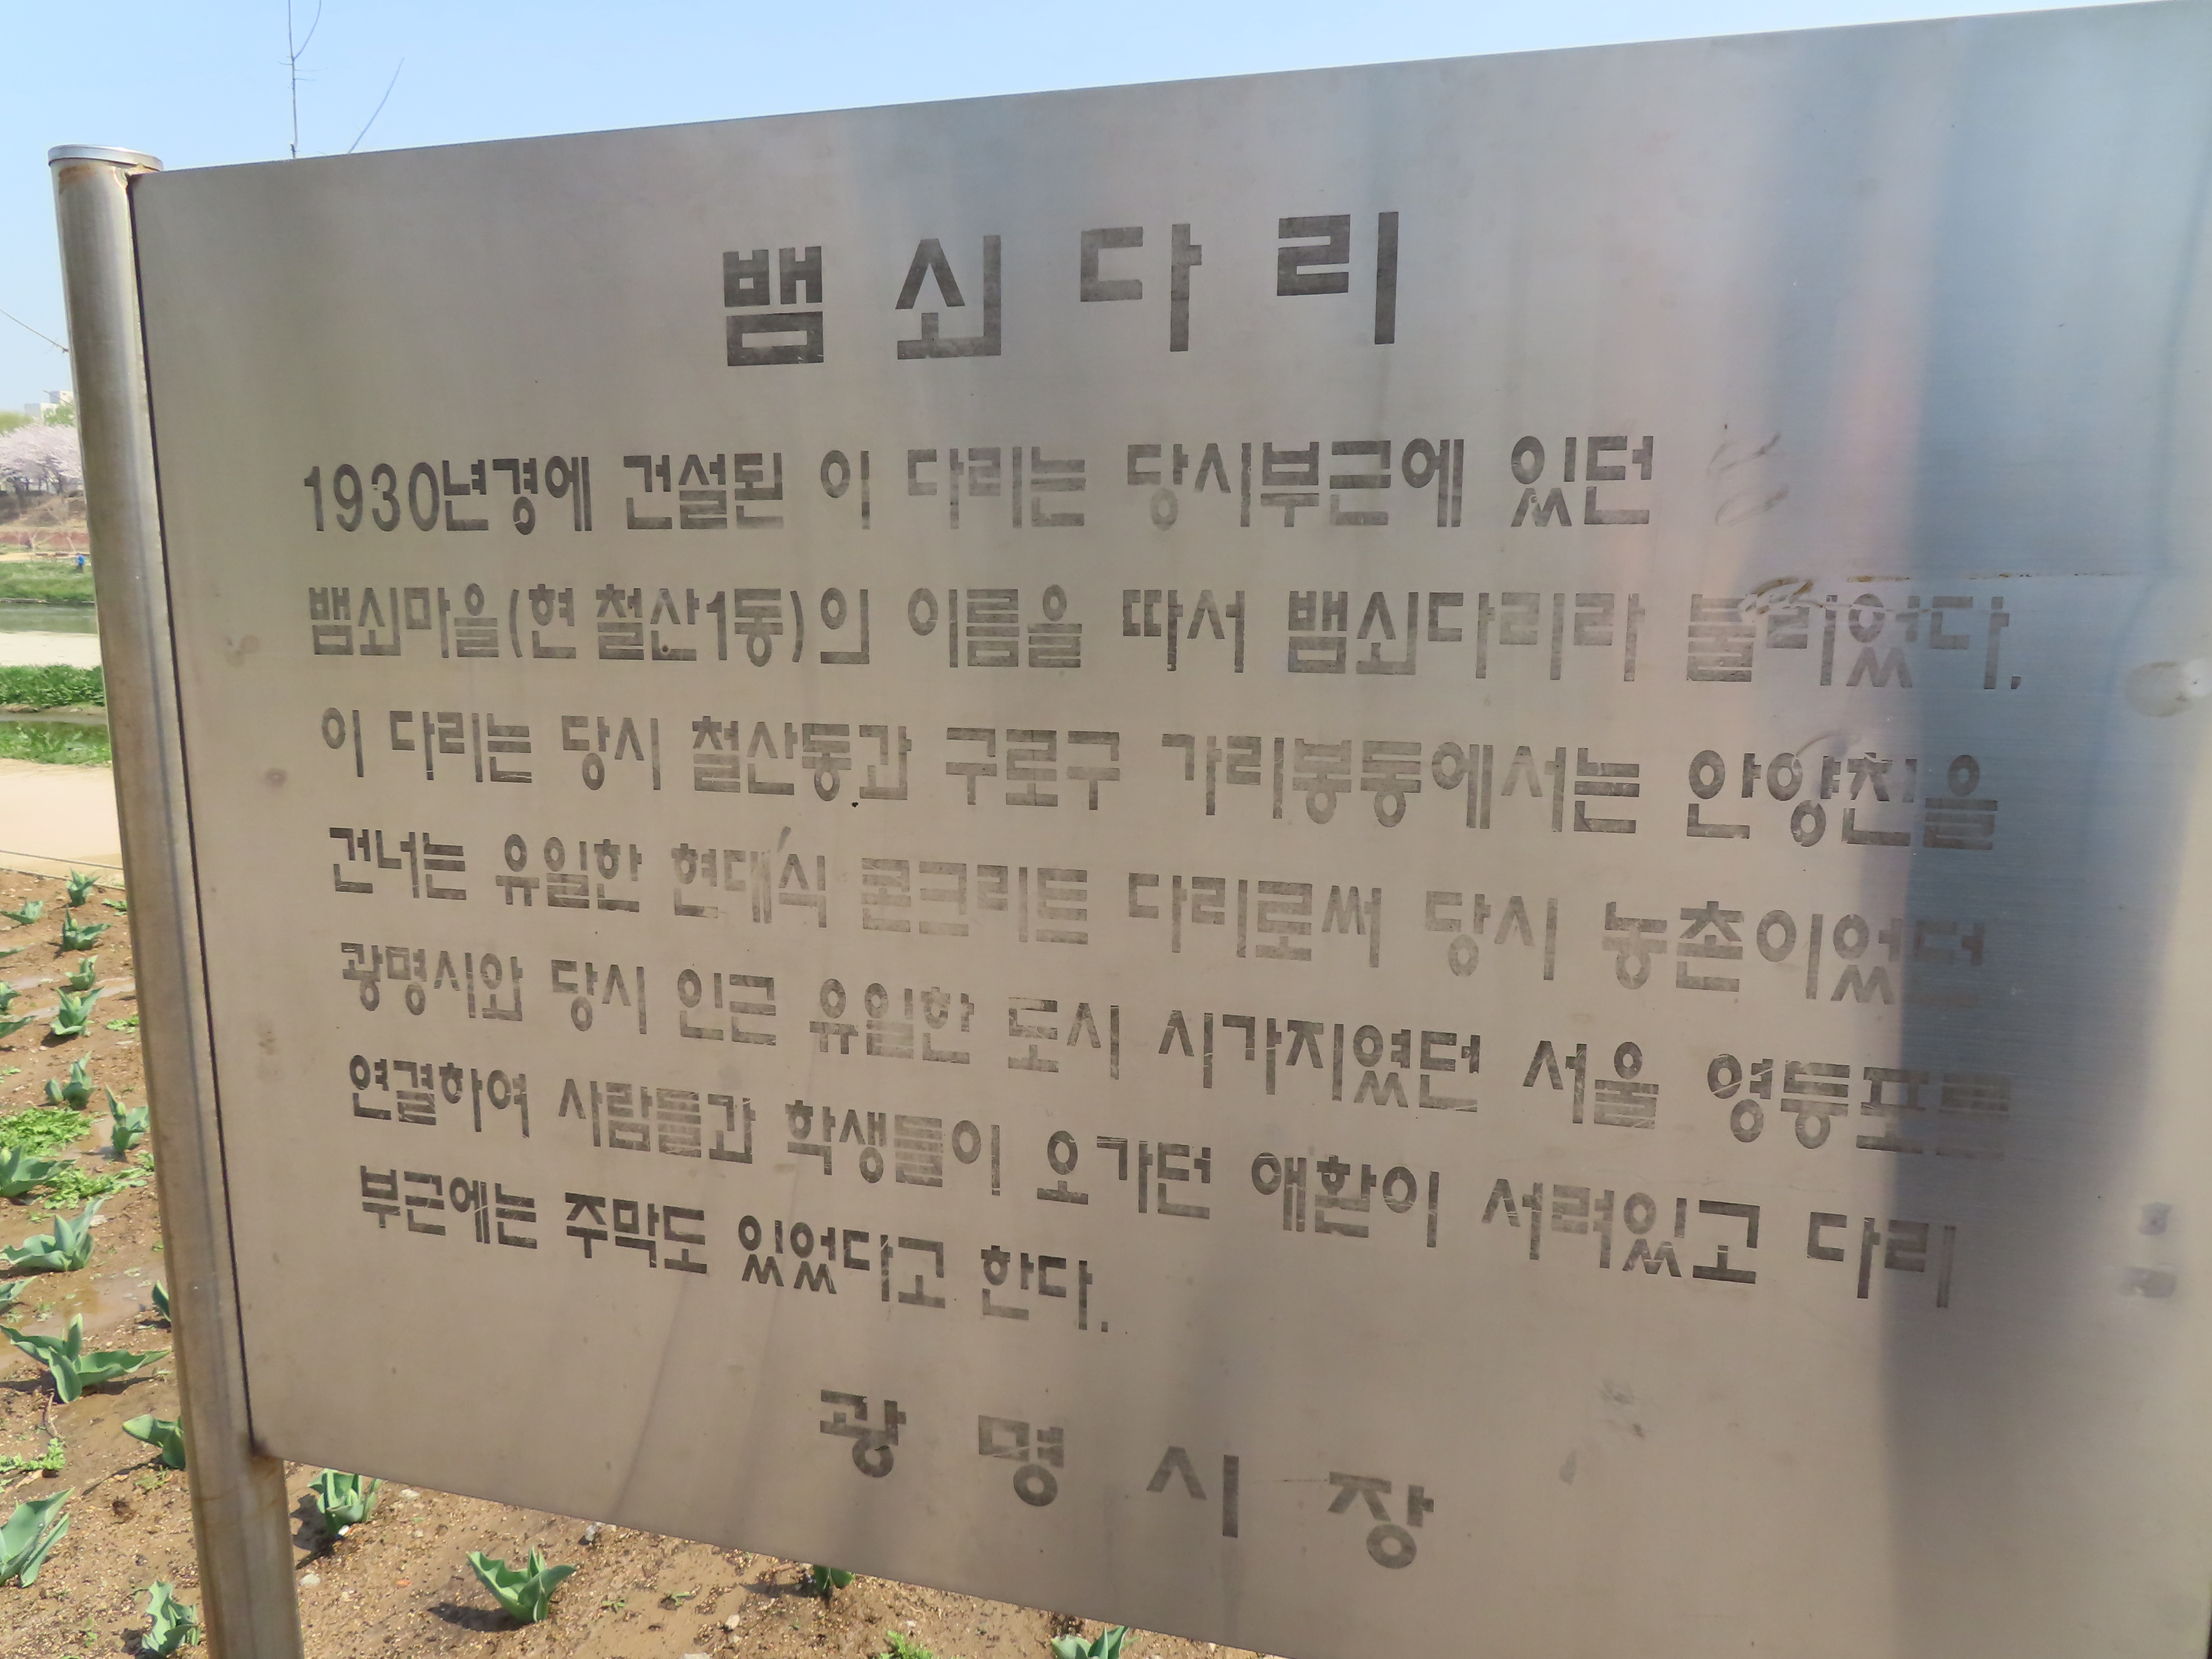 뱀쇠다리
1930년경에 건설된 이 다리는 당시부근에 있던
뱀쇠마을(현 철산1동)의 이름을 따서 뱀쇠다리라 불리었다.
이 다리는 당시 철산동과 구로구 가리봉동에서는 안양천을
건너는 유일한 현대식 콘크리트 다리로써 당시 농촌이었던
광명시와 당시 인근 유일한 도시 시가지였던 서울 영등포를
연결하여 사람들과 학생들이 오가던 애환이 서려있고 다리
부근에는 주막도 있었다고 한다.
광명시장